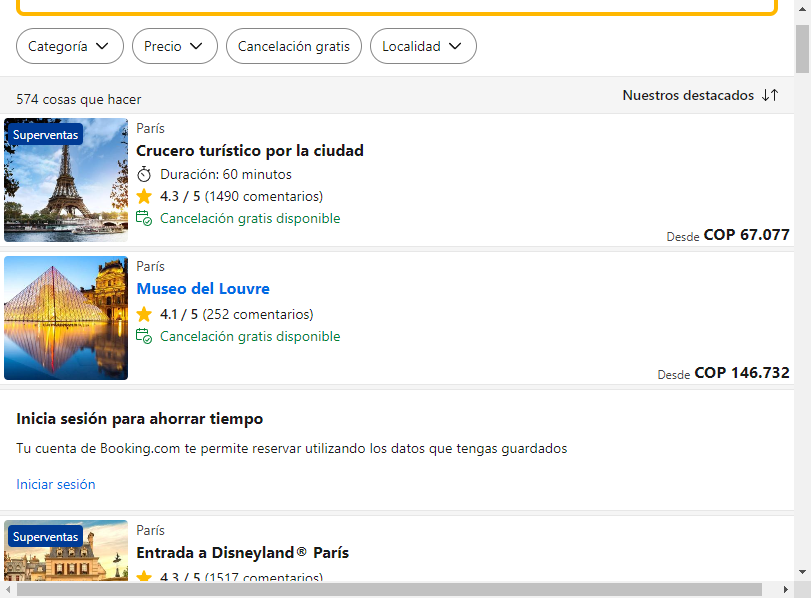 Categoría
Precio
Cancelación gratis
Localidad
574 cosas que hacer
Nuestros destacados
Superventas
París
Crucero turístico por la ciudad
Duración: 60 minutos
4.3 / 5 (1490 comentarios)
Cancelación gratis disponible
Desde COP 67.077
París
Museo del Louvre
4.1 / 5 (252 comentarios)
Cancelación gratis disponible
Desde COP 146.732
Inicia sesión para ahorrar tiempo
Tu cuenta de Booking.com te permite reservar utilizando los datos que tengas guardados
Iniciar sesión
Superventas
París
Entrada a Disneyland® París
4.3 / 5 (1517 comentarios)